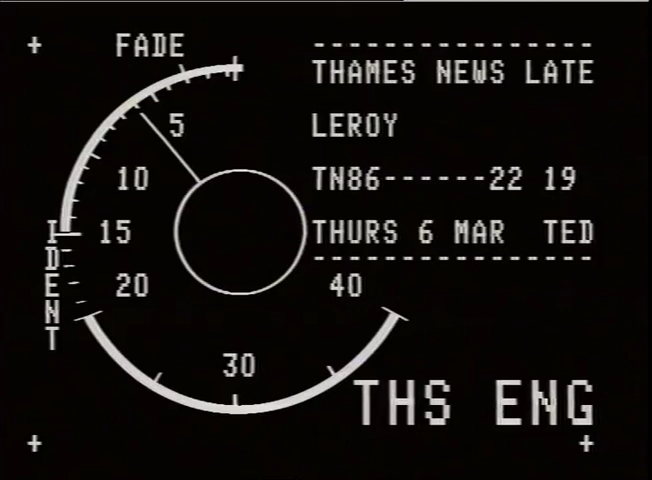 FADE
----------------
THAMES NEWS LATE
LEROY
TN86------22 19
THURS 6 MAR TED
----------------
5
10
15
20
30
40
IDENT
THS ENG